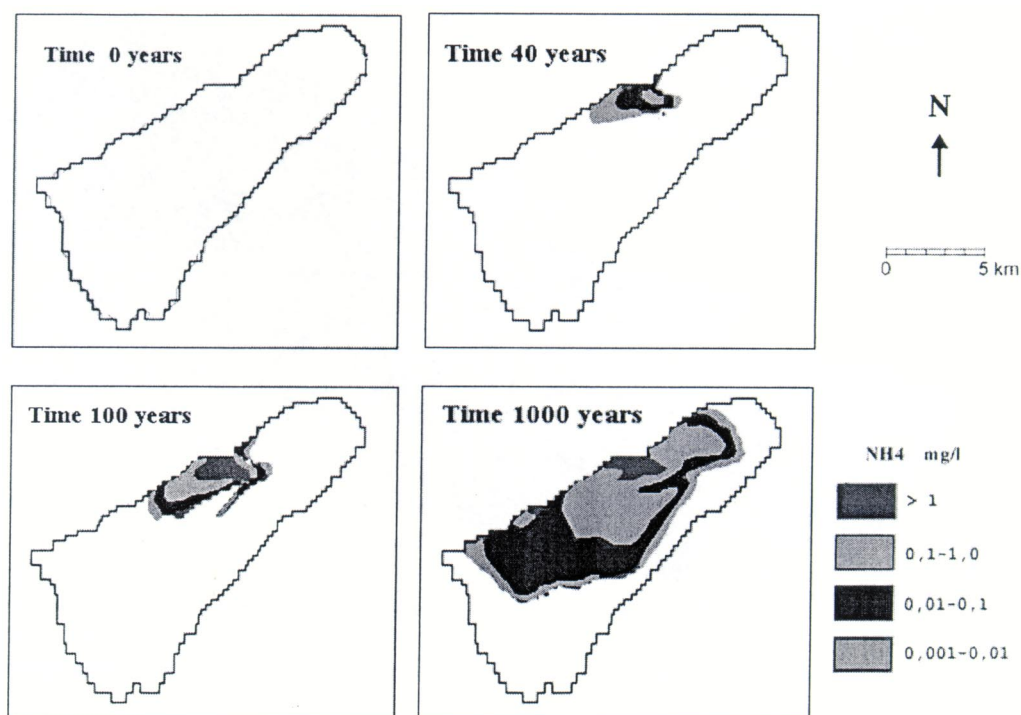 Time 0 years
Time 40 years
N
0 5 km
Time 100 years
Time 1000 years
NH4 mg/l
> 1
0,1-1,0
0,01-0,1
0,001-0,01